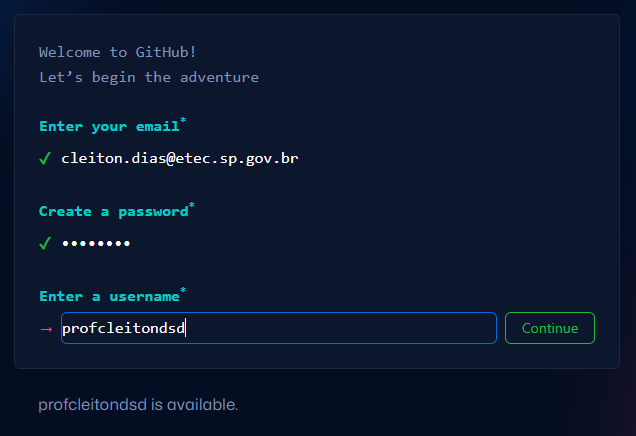 Welcome to GitHub!
Let’s begin the adventure
Enter your email*
✓ cleiton.dias@etec.sp.gov.br
Create a password*
✓ ••••••••
Enter a username*
→ profcleitondsd
Continue
profcleitondsd is available.